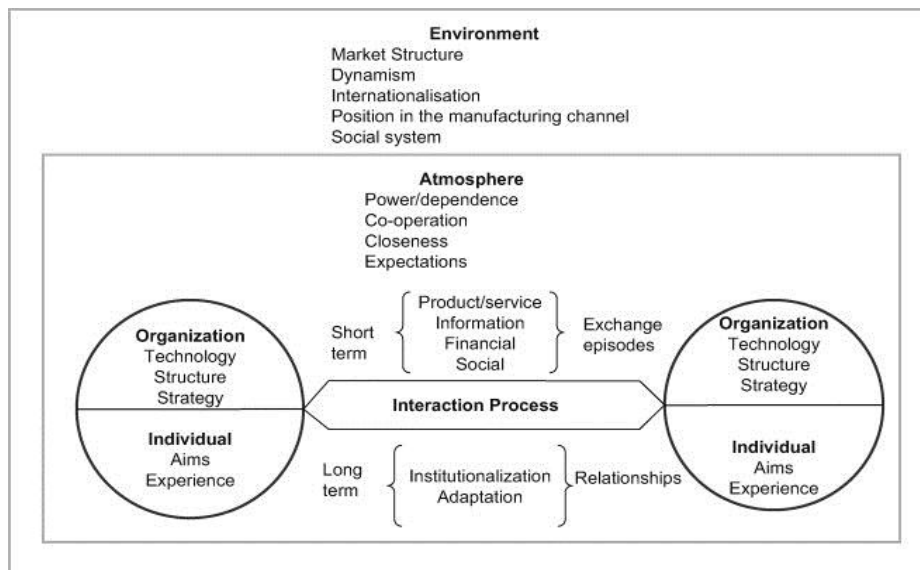 Environment
Market Structure
Dynamism
Internationalisation
Position in the manufacturing channel
Social system
Atmosphere
Power/dependence
Co-operation
Closeness
Expectations
Organization
Technology
Structure
Strategy
Individual
Aims
Experience
Short
term
Product/service
Information
Financial
Social
Exchange
episodes
Interaction Process
Long
term
Institutionalization
Adaptation
Relationships
Organization
Technology
Structure
Strategy
Individual
Aims
Experience